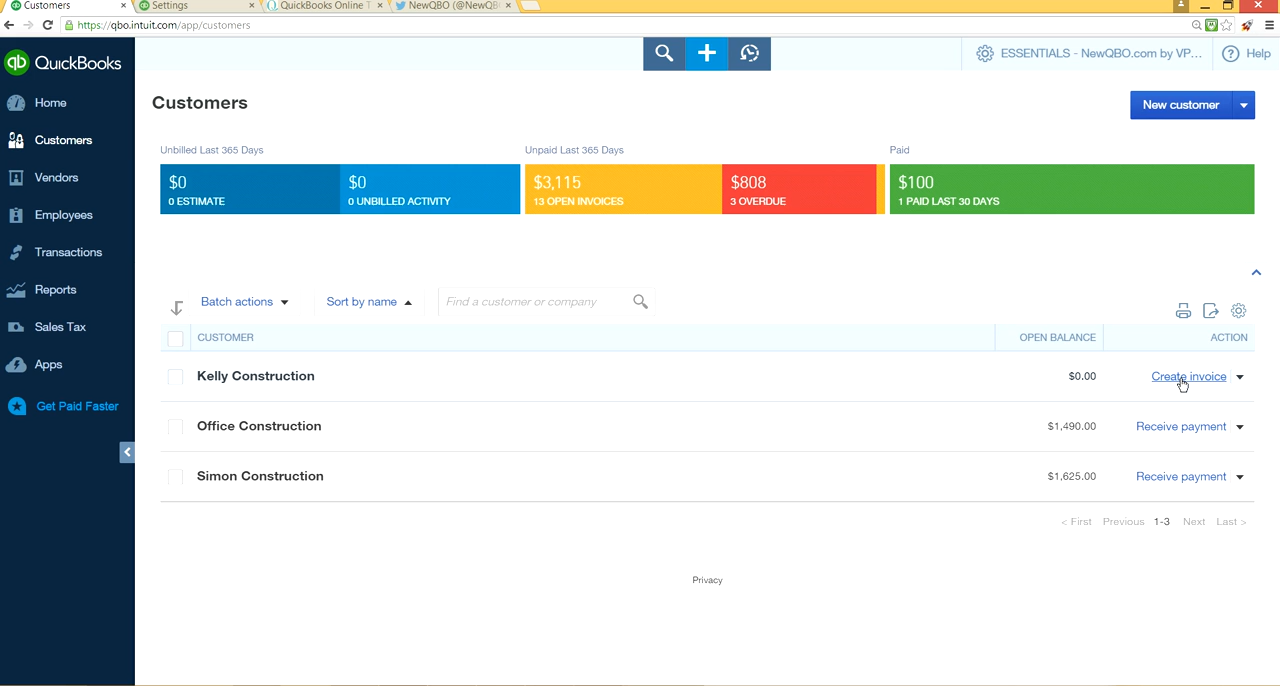 Customers × Settings × QuickBooks Online T × NewQBO (@NewQB ×
https://qbo.intuit.com/app/customers
qb QuickBooks
ESSENTIALS - NewQBO.com by VP... ? Help
Home
Customers
Vendors
Employees
Transactions
Reports
Sales Tax
Apps
Get Paid Faster
Customers
New customer
Unbilled Last 365 Days Unpaid Last 365 Days Paid
$0 $0 $3,115 $808 $100
0 ESTIMATE 0 UNBILLED ACTIVITY 13 OPEN INVOICES 3 OVERDUE 1 PAID LAST 30 DAYS
Batch actions Sort by name Find a customer or company
CUSTOMER OPEN BALANCE ACTION
Kelly Construction $0.00 Create invoice
Office Construction $1,490.00 Receive payment
Simon Construction $1,625.00 Receive payment
< First Previous 1-3 Next Last >
Privacy